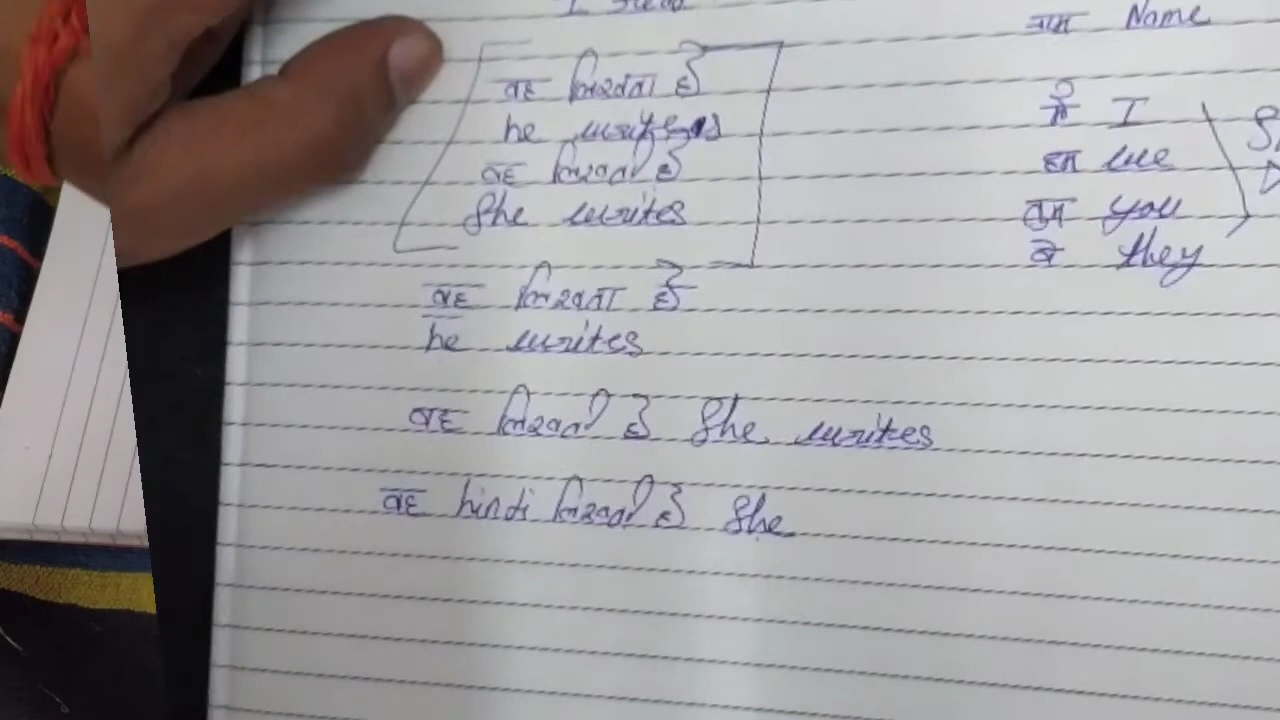 I read
वह लिखता है
he writes
वह लिखती है
She writes
वह लिखता है
he writes
वह लिखती है She writes
वह hindi लिखती है She
नाम Name
मैं I
हम we
तुम you
वे they